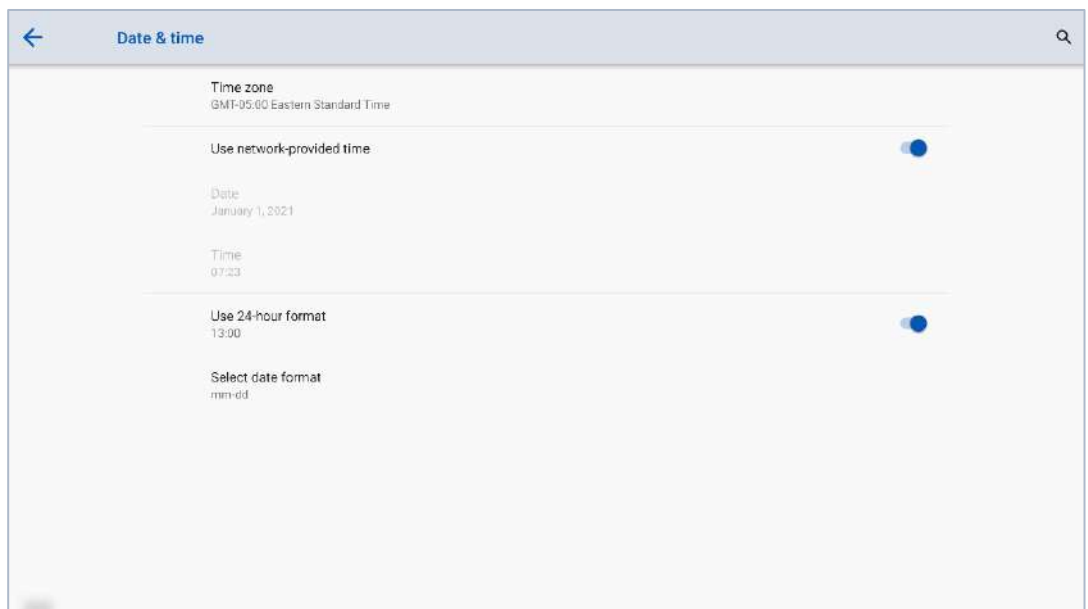 Date & time
Time zone
GMT-05:00 Eastern Standard Time
Use network-provided time
Date
January 1, 2021
Time
07:23
Use 24-hour format
13:00
Select date format
mm-dd